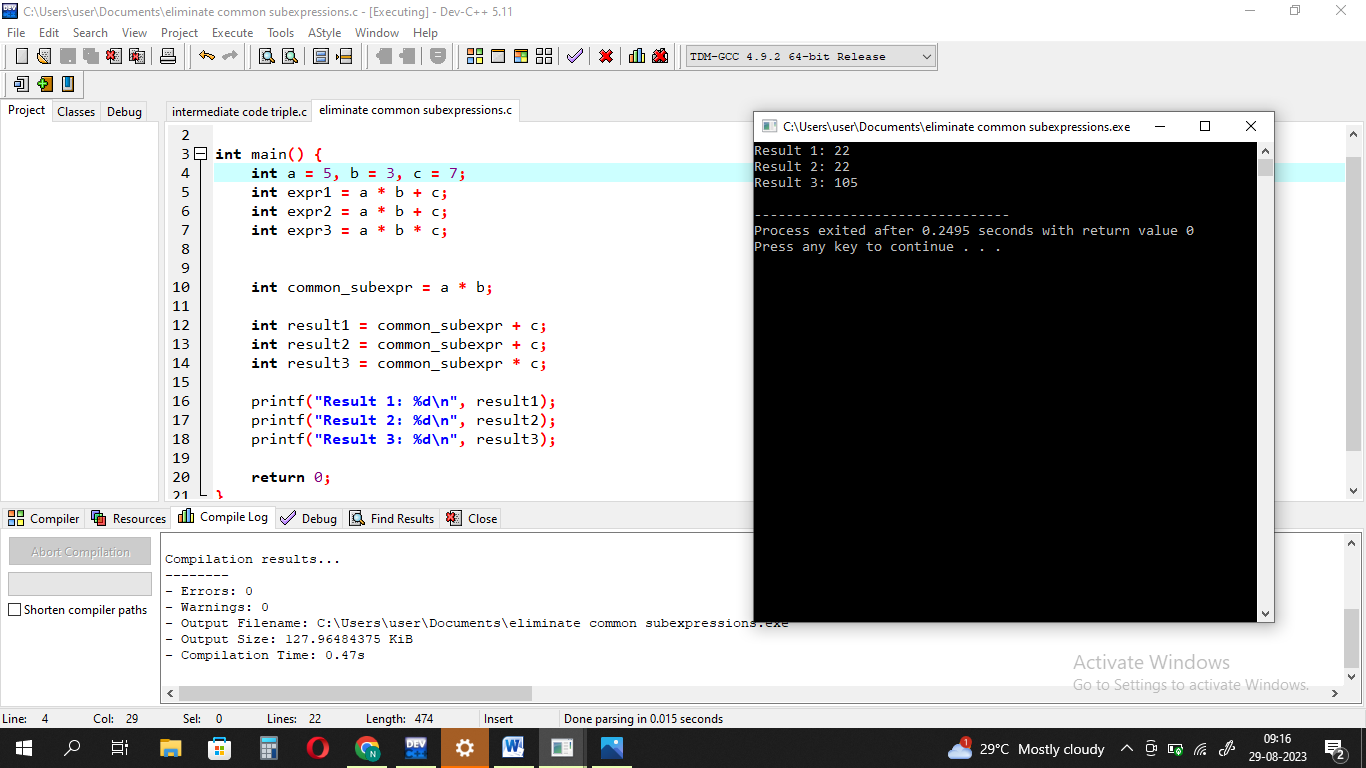 C:\Users\user\Documents\eliminate common subexpressions.c - [Executing] - Dev-C++ 5.11
File Edit Search View Project Execute Tools AStyle Window Help
TDM-GCC 4.9.2 64-bit Release
Project Classes Debug
intermediate code triple.c eliminate common subexpressions.c
2
3 int main() {
4 int a = 5, b = 3, c = 7;
5 int expr1 = a * b + c;
6 int expr2 = a * b + c;
7 int expr3 = a * b * c;
8
9
10 int common_subexpr = a * b;
11
12 int result1 = common_subexpr + c;
13 int result2 = common_subexpr + c;
14 int result3 = common_subexpr * c;
15
16 printf("Result 1: %d\n", result1);
17 printf("Result 2: %d\n", result2);
18 printf("Result 3: %d\n", result3);
19
20 return 0;
21 }
C:\Users\user\Documents\eliminate common subexpressions.exe
Result 1: 22
Result 2: 22
Result 3: 105
--------------------------------
Process exited after 0.2495 seconds with return value 0
Press any key to continue . . .
Compiler Resources Compile Log Debug Find Results Close
Abort Compilation
Shorten compiler paths
Compilation results...
--------
- Errors: 0
- Warnings: 0
- Output Filename: C:\Users\user\Documents\eliminate common subexpressions.exe
- Output Size: 127.96484375 KiB
- Compilation Time: 0.47s
Activate Windows
Go to Settings to activate Windows.
Line: 4 Col: 29 Sel: 0 Lines: 22 Length: 474 Insert Done parsing in 0.015 seconds
DEV
1
29°C Mostly cloudy
09:16
29-08-2023
2